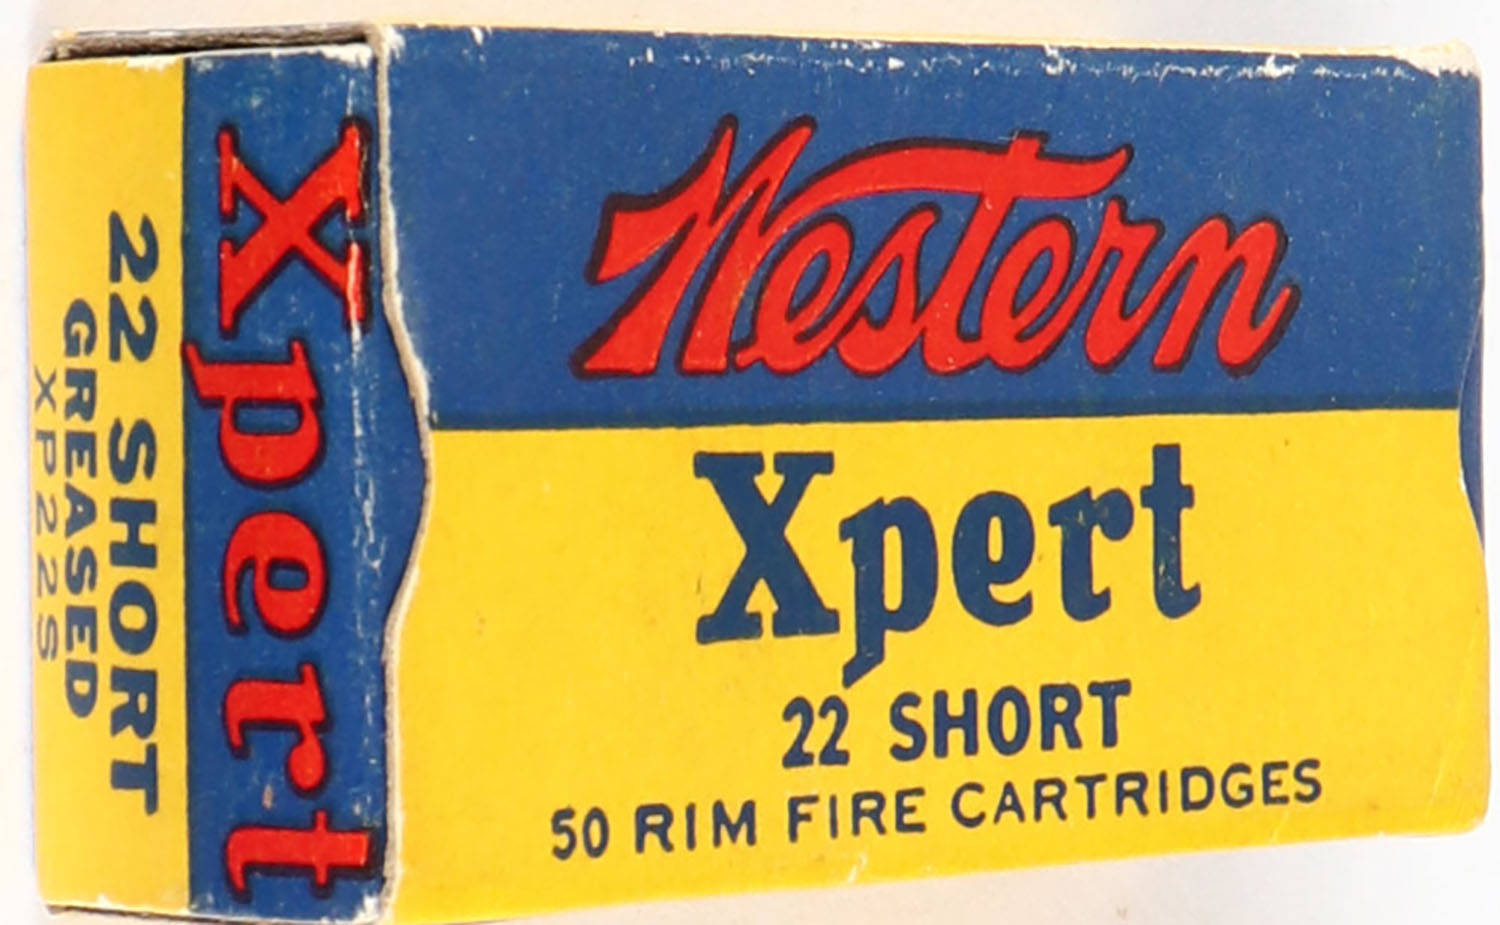 Western
Xpert
22 SHORT
50 RIM FIRE CARTRIDGES
Xpert
22 SHORT
GREASED
XP22S